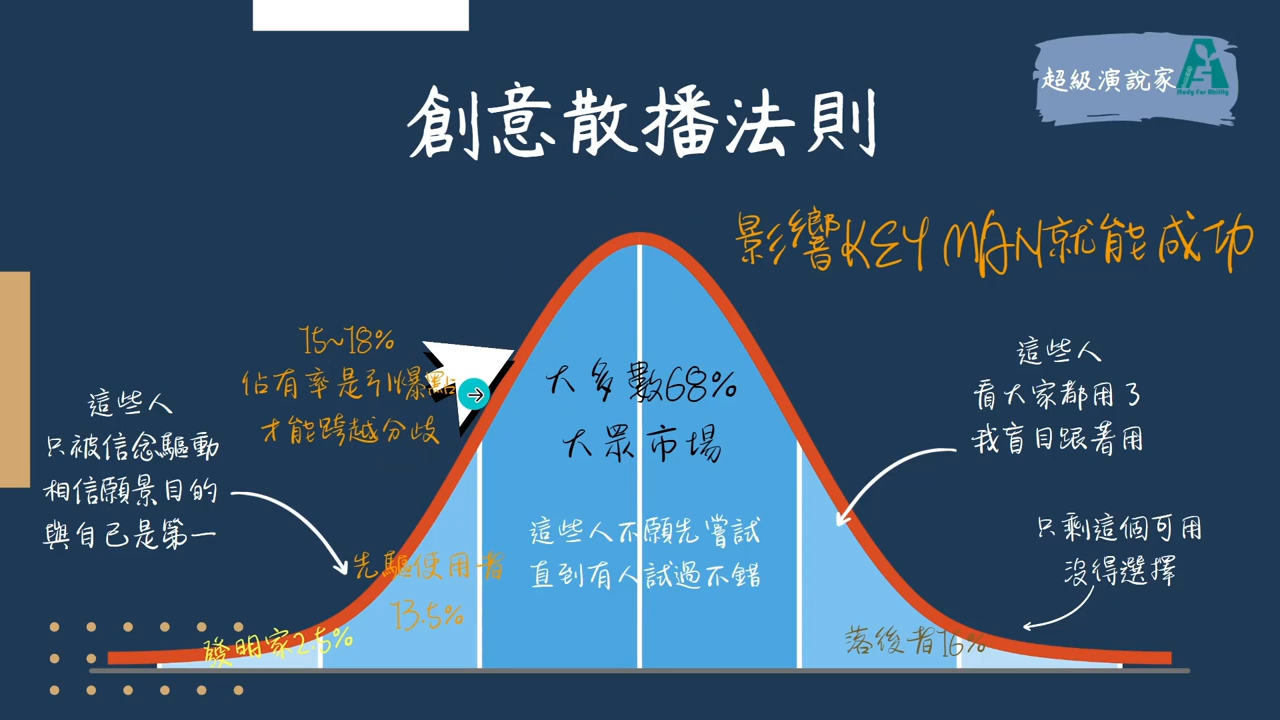 超級演說家
Ready For Ability
創意散播法則
影響KEY MAN就能成功
15~18%
佔有率是引爆點
才能跨越分歧
這些人
只被信念驅動
相信願景目的
與自己是第一
大多數68%
大眾市場
這些人不願先嘗試
直到有人試過不錯
這些人
看大家都用了
我盲目跟著用
只剩這個可用
沒得選擇
先驅使用者
13.5%
發明家2.5%
落後者16%